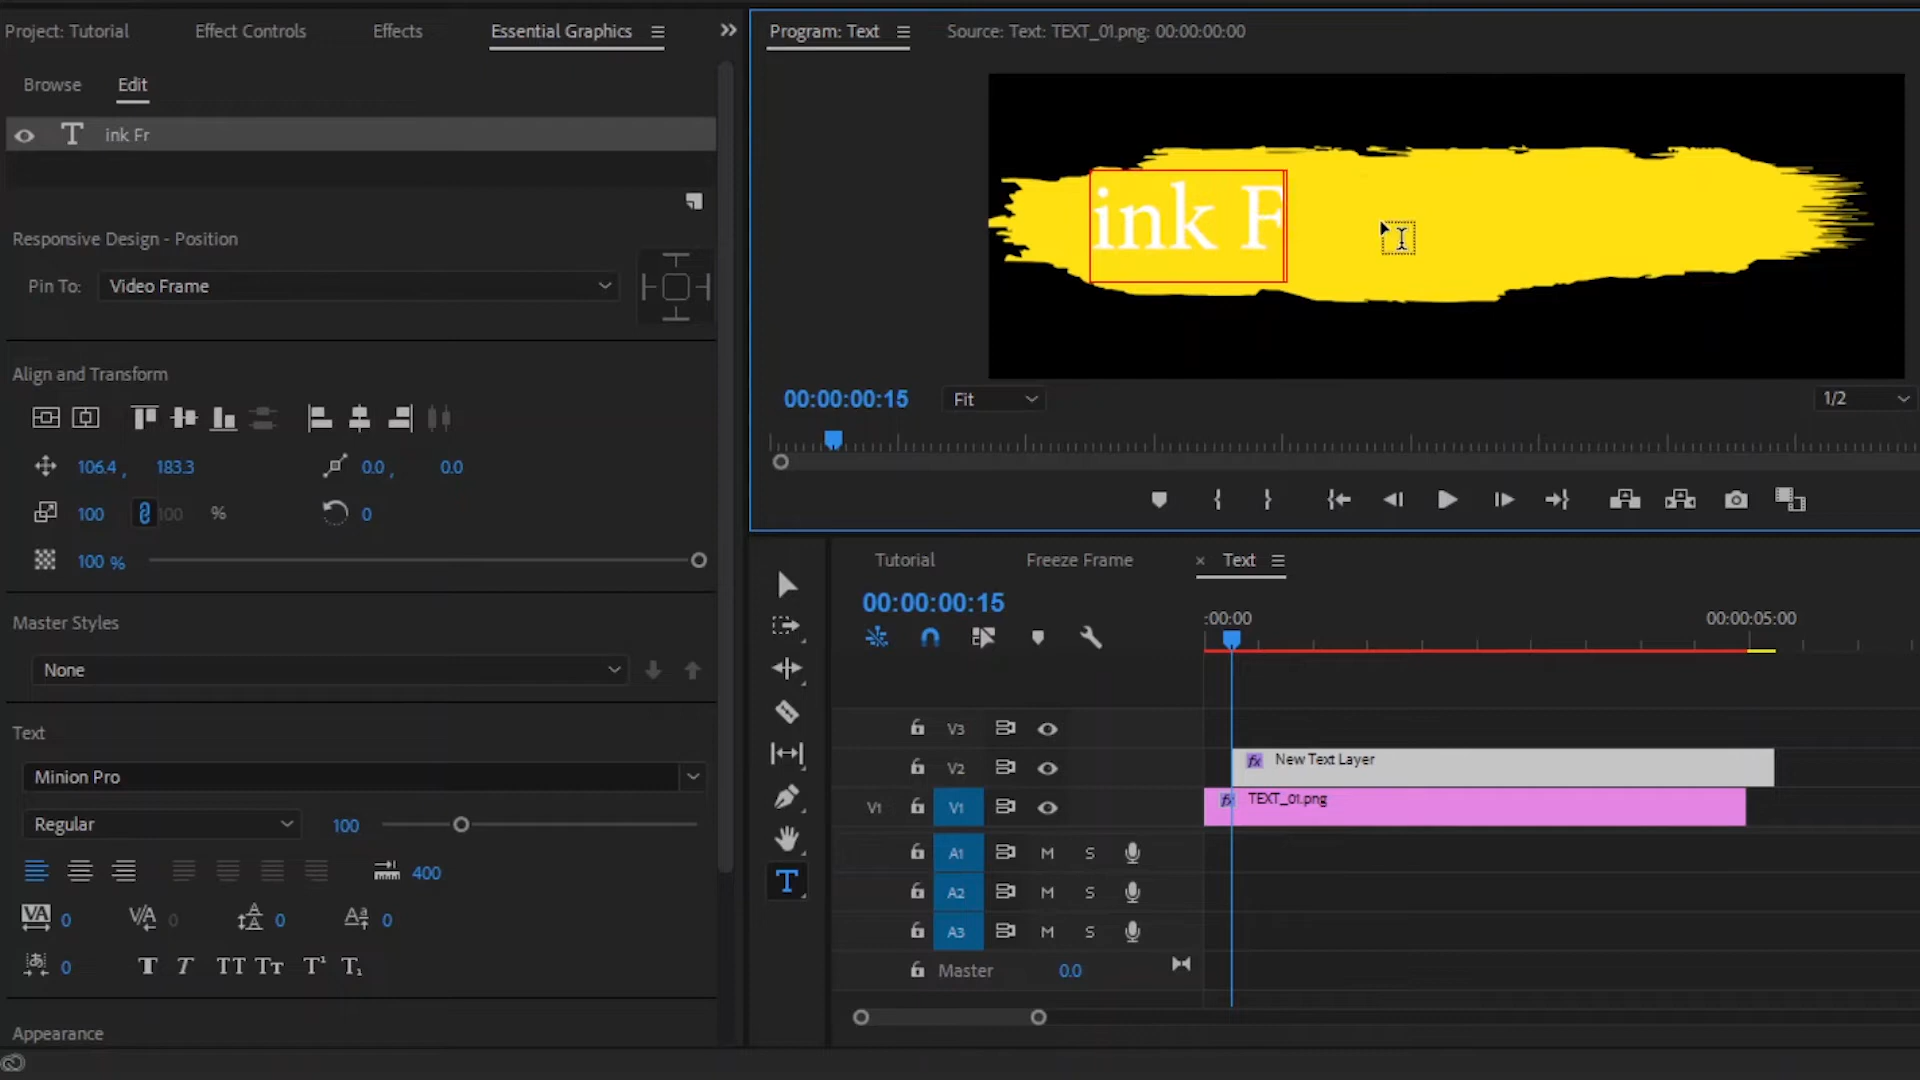 Project: Tutorial Effect Controls Effects Essential Graphics
Program: Text Source: Text: TEXT_01.png: 00:00:00:00
Browse Edit
T ink Fr
ink F
Responsive Design - Position
Pin To: Video Frame
Align and Transform
106.4 , 183.3 0.0 , 0.0
100 100 % 0
100 %
Master Styles
None
Text
Minion Pro
Regular 100
400
VA 0 V/A 0 0 0
0 T T TT Tт T¹ T₁
Appearance
00:00:00:15 Fit 1/2
Tutorial Freeze Frame × Text
00:00:00:15
:00:00 00:00:05:00
V3
V2 New Text Layer
V1 V1 TEXT_01.png
A1 M S
A2 M S
A3 M S
Master 0.0